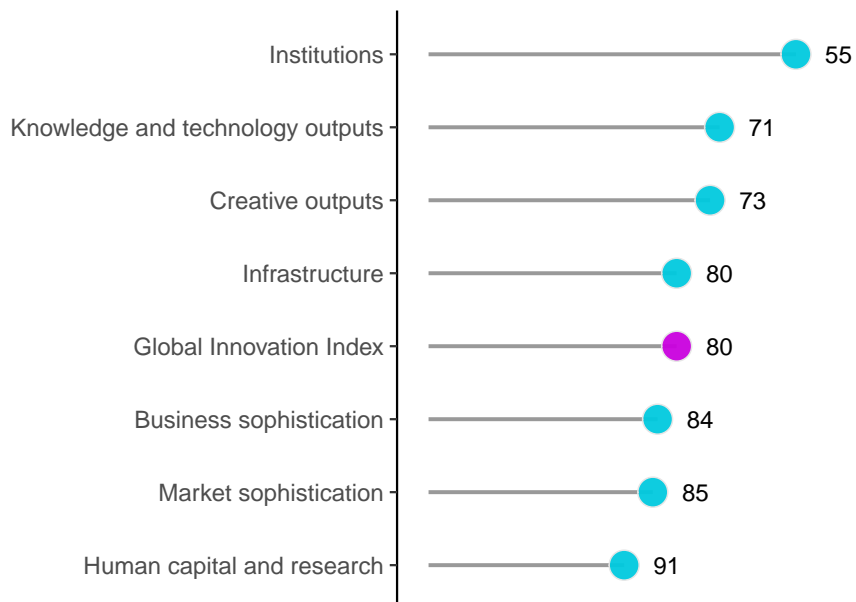 Institutions 55
Knowledge and technology outputs 71
Creative outputs 73
Infrastructure 80
Global Innovation Index 80
Business sophistication 84
Market sophistication 85
Human capital and research 91